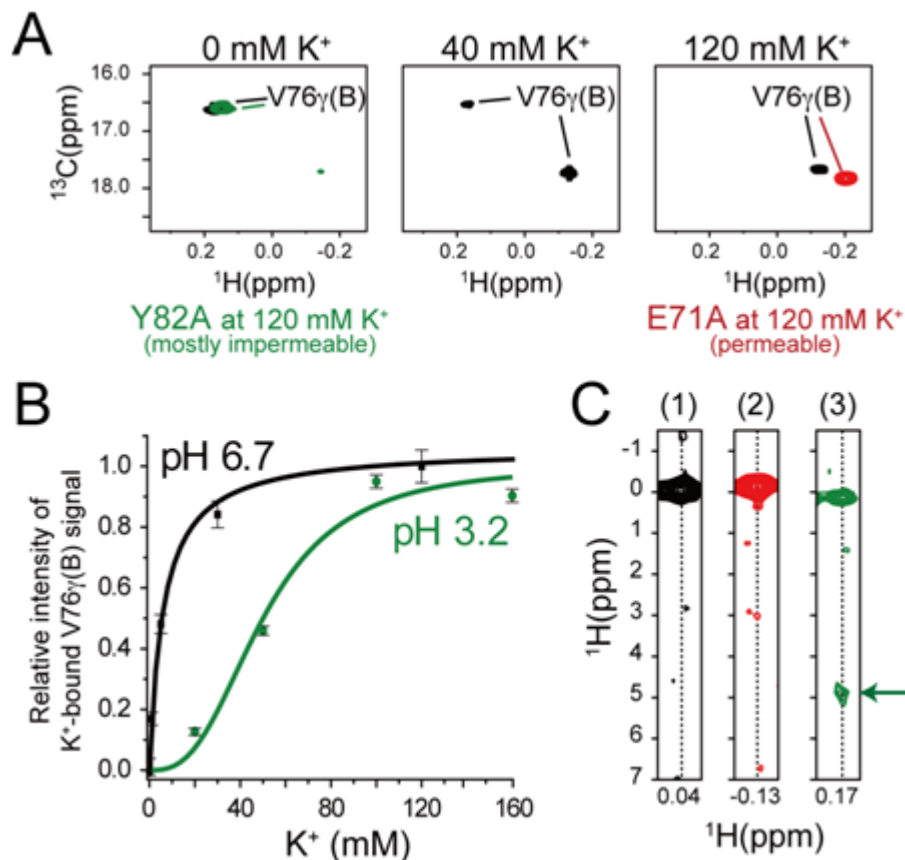 A
0 mM K⁺
40 mM K⁺
120 mM K⁺
16.0
17.0
18.0
¹³C(ppm)
V76γ(B)
V76γ(B)
V76γ(B)
0.2 0.0 -0.2
0.2 0.0 -0.2
0.2 0.0 -0.2
¹H(ppm)
¹H(ppm)
¹H(ppm)
Y82A at 120 mM K⁺
(mostly impermeable)
E71A at 120 mM K⁺
(permeable)
B
Relative intensity of
K⁺-bound V76γ(B) signal
1.0
0.8
0.6
0.4
0.2
0.0
pH 6.7
pH 3.2
0 40 80 120 160
K⁺ (mM)
C
(1) (2) (3)
¹H(ppm)
-1
0
1
2
3
4
5
6
7
0.04 -0.13 0.17
¹H(ppm)